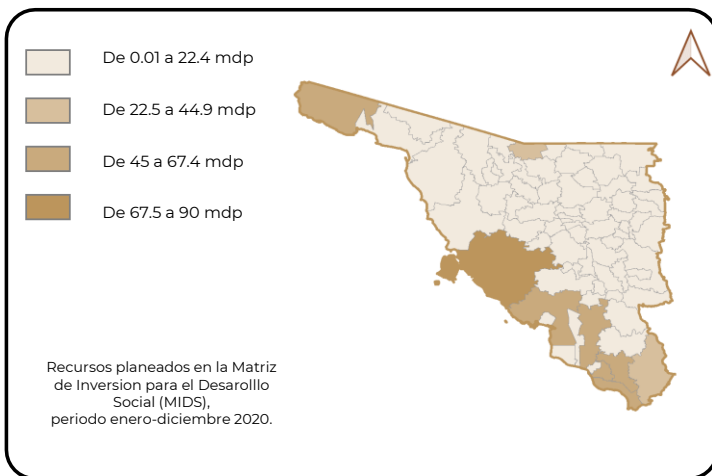 De 0.01 a 22.4 mdp
De 22.5 a 44.9 mdp
De 45 a 67.4 mdp
De 67.5 a 90 mdp
Recursos planeados en la Matriz
de Inversion para el Desarolllo
Social (MIDS),
periodo enero-diciembre 2020.